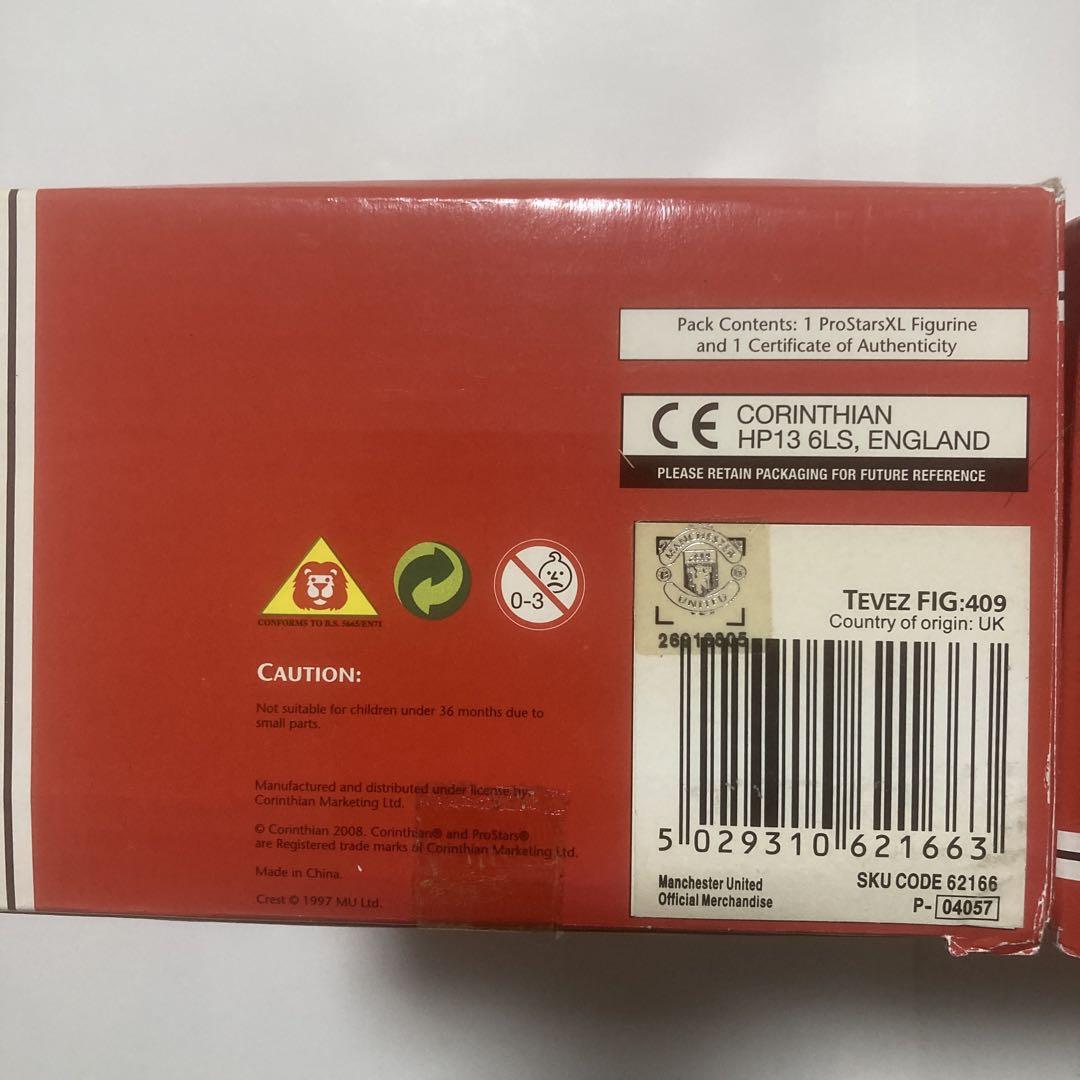 Pack Contents: 1 ProStarsXL Figurine
and 1 Certificate of Authenticity
CE CORINTHIAN
HP13 6LS, ENGLAND
PLEASE RETAIN PACKAGING FOR FUTURE REFERENCE
MANCHESTER
UNITED
TEVEZ FIG:409
Country of origin: UK
0-3
CONFORMS TO B.S. 5665/EN71
CAUTION:
Not suitable for children under 36 months due to
small parts.
Manufactured and distributed under license by
Corinthian Marketing Ltd.
© Corinthian 2008. Corinthian® and ProStars®
are Registered trade marks of Corinthian Marketing Ltd.
Made in China.
Crest © 1997 MU Ltd.
5 029310 621663
Manchester United
Official Merchandise
SKU CODE 62166
P- 04057